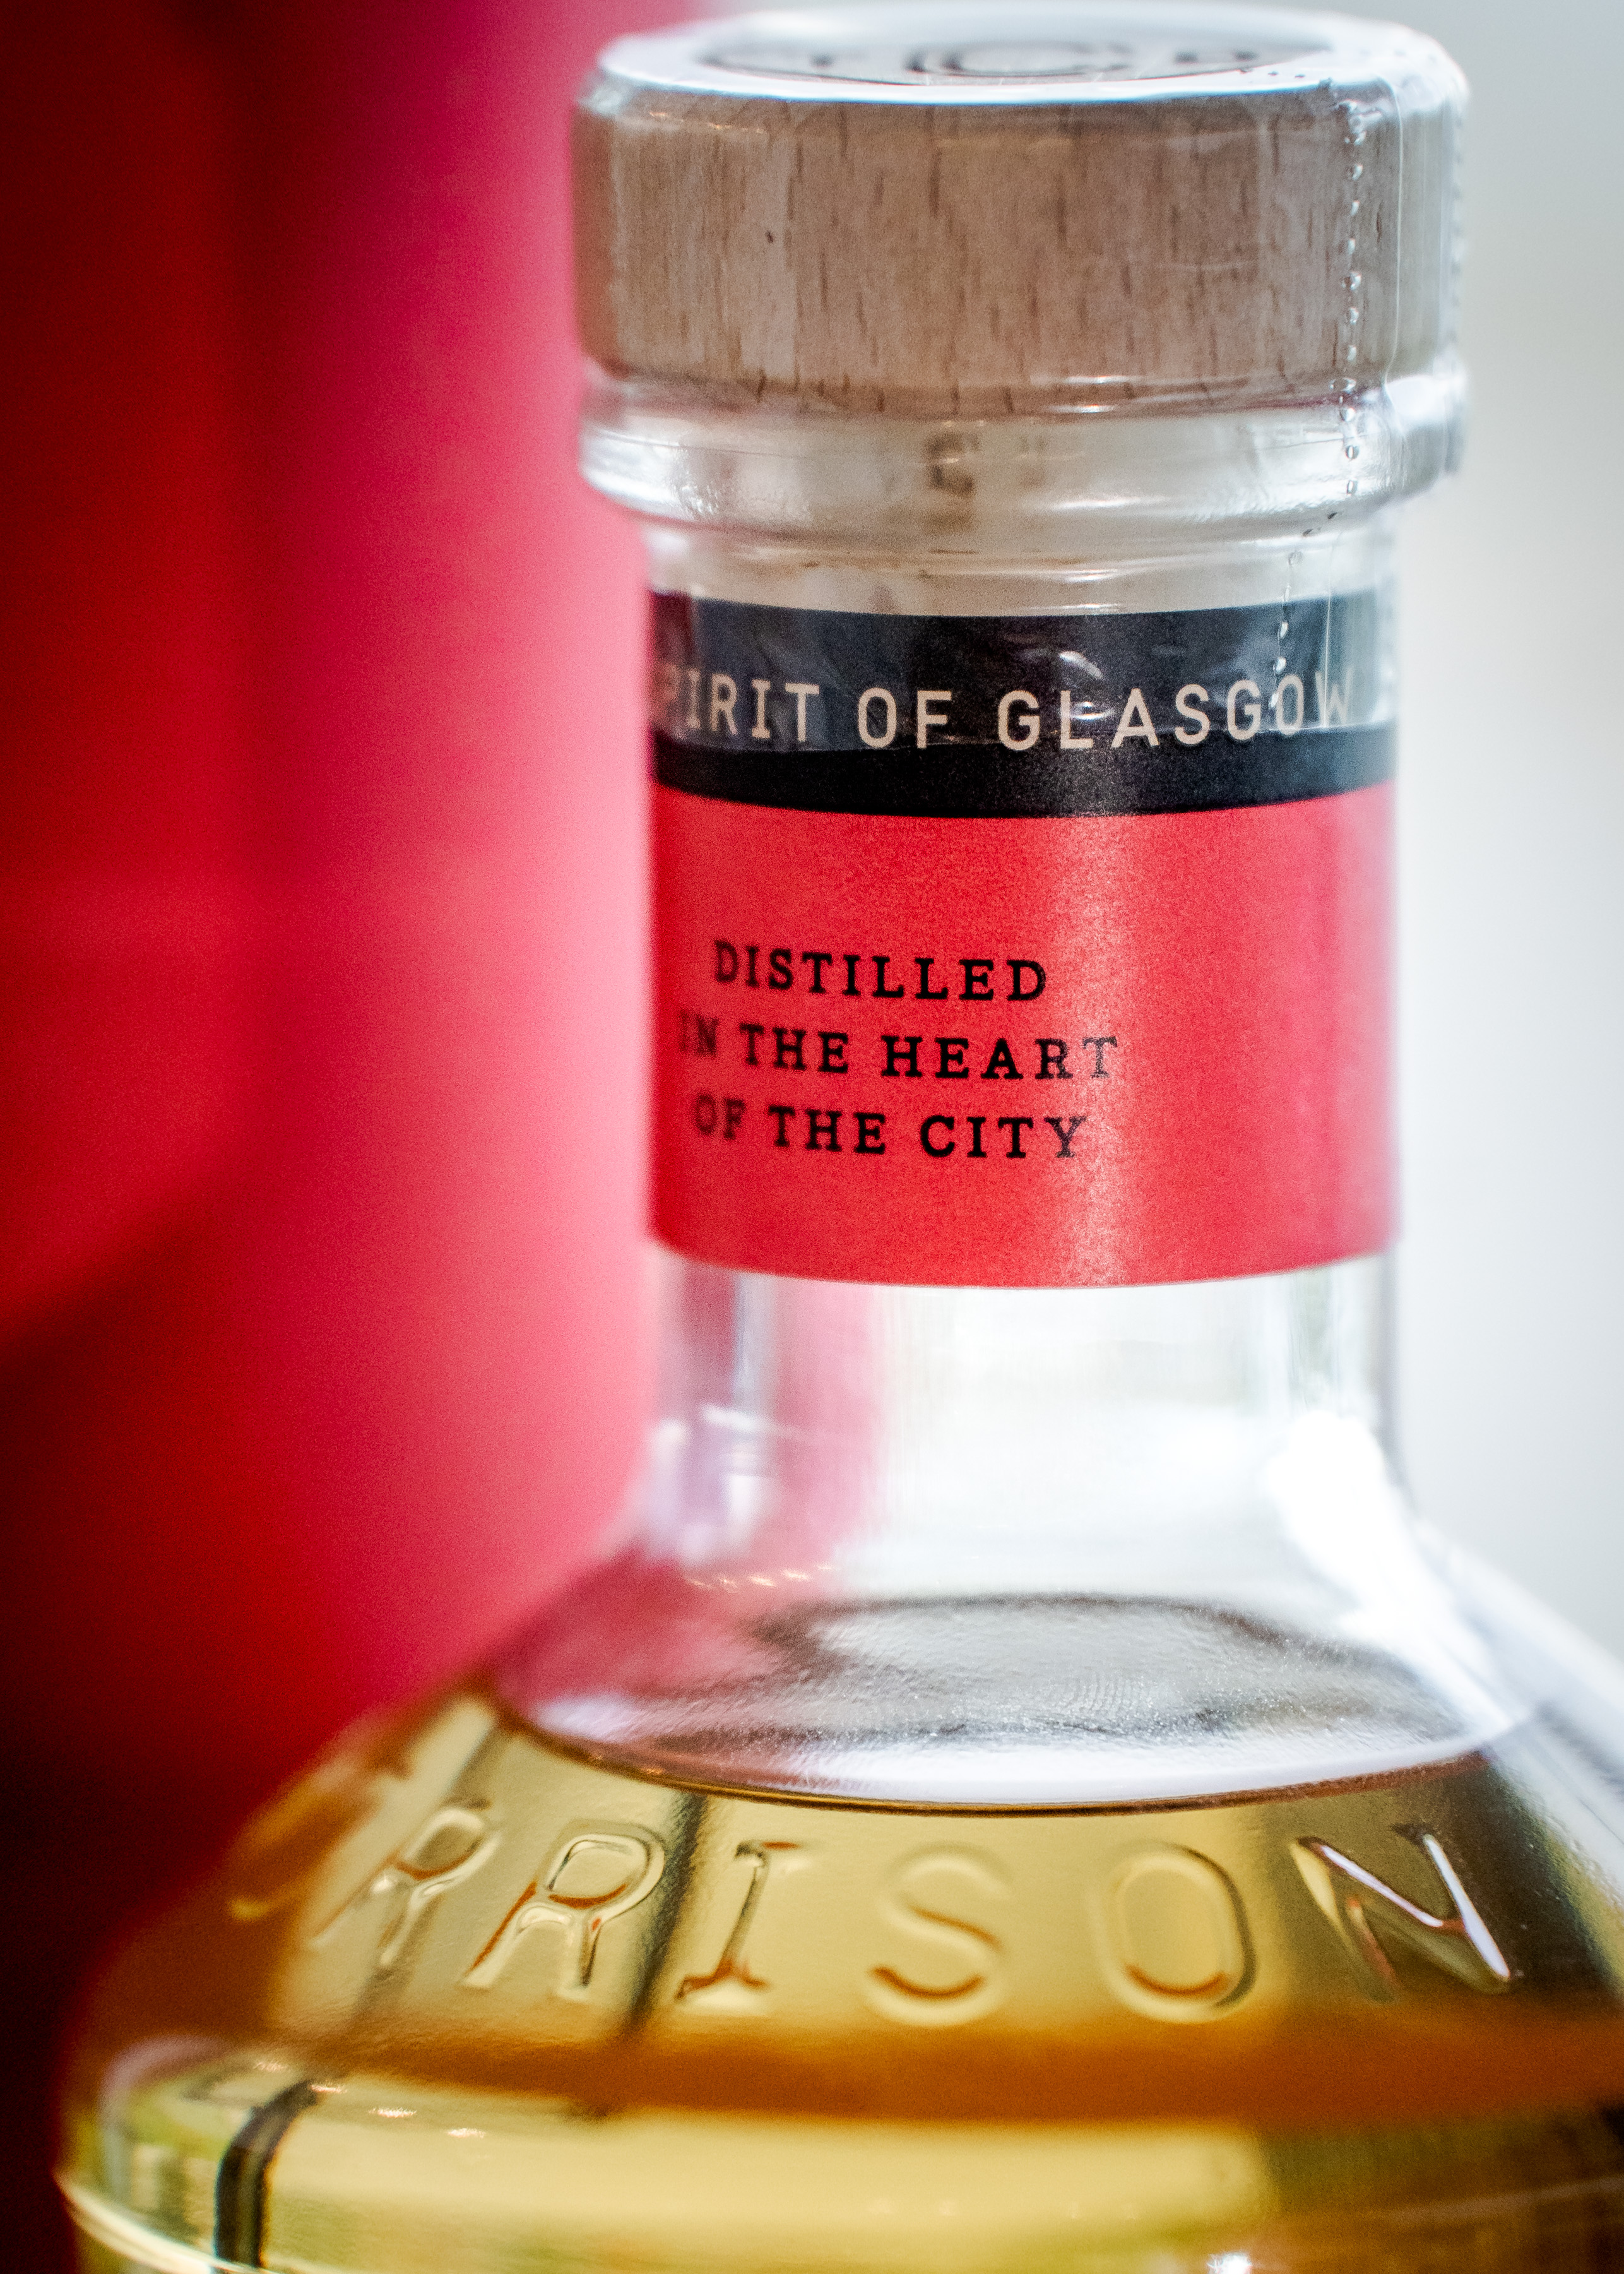 PIRIT OF GLASGOW
DISTILLED
IN THE HEART
OF THE CITY
RRISON